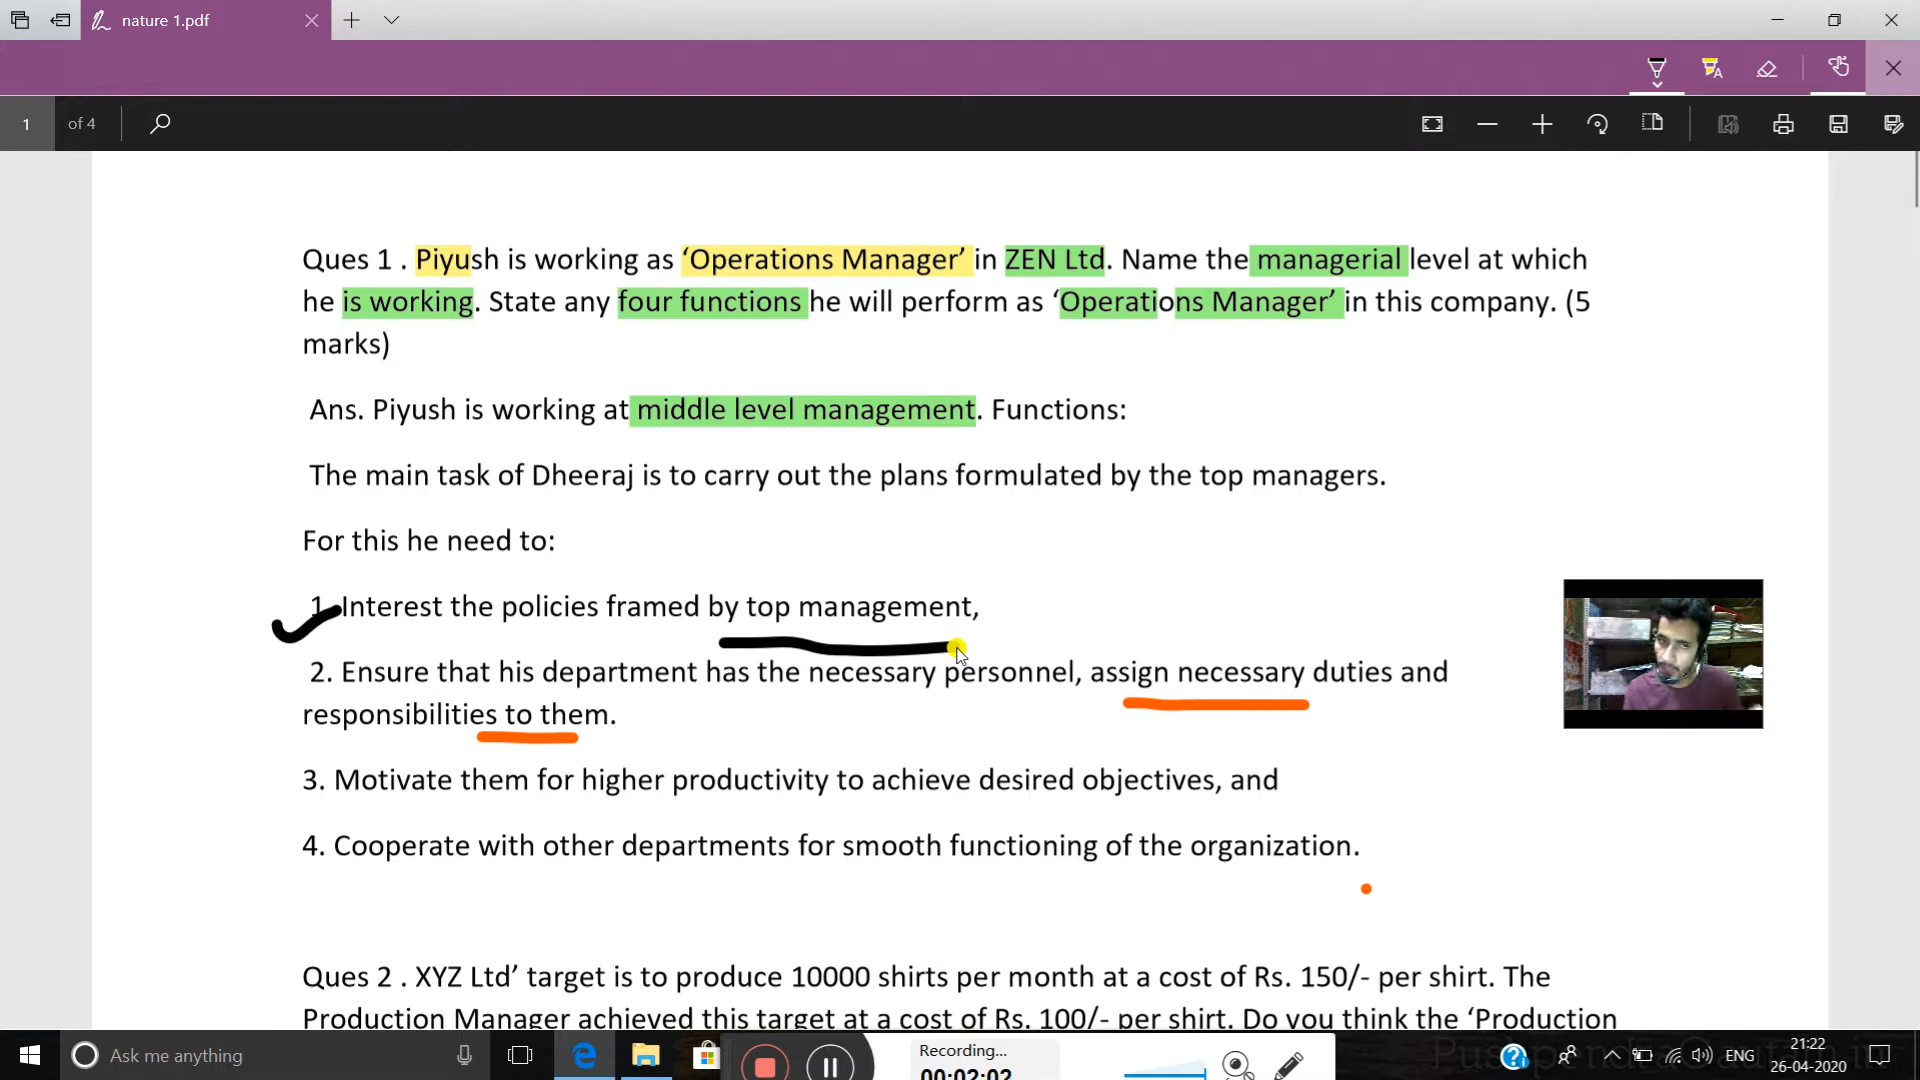 nature 1.pdf
1 of 4
Ques 1 . Piyush is working as ‘Operations Manager’ in ZEN Ltd. Name the managerial level at which
he is working. State any four functions he will perform as ‘Operations Manager’ in this company. (5
marks)
Ans. Piyush is working at middle level management. Functions:
The main task of Dheeraj is to carry out the plans formulated by the top managers.
For this he need to:
1. Interest the policies framed by top management,
2. Ensure that his department has the necessary personnel, assign necessary duties and
responsibilities to them.
3. Motivate them for higher productivity to achieve desired objectives, and
4. Cooperate with other departments for smooth functioning of the organization.
Ques 2 . XYZ Ltd’ target is to produce 10000 shirts per month at a cost of Rs. 150/- per shirt. The
Production Manager achieved this target at a cost of Rs. 100/- per shirt. Do you think the ‘Production
Ask me anything
Recording...
00:02:02
ENG
21:22
26-04-2020